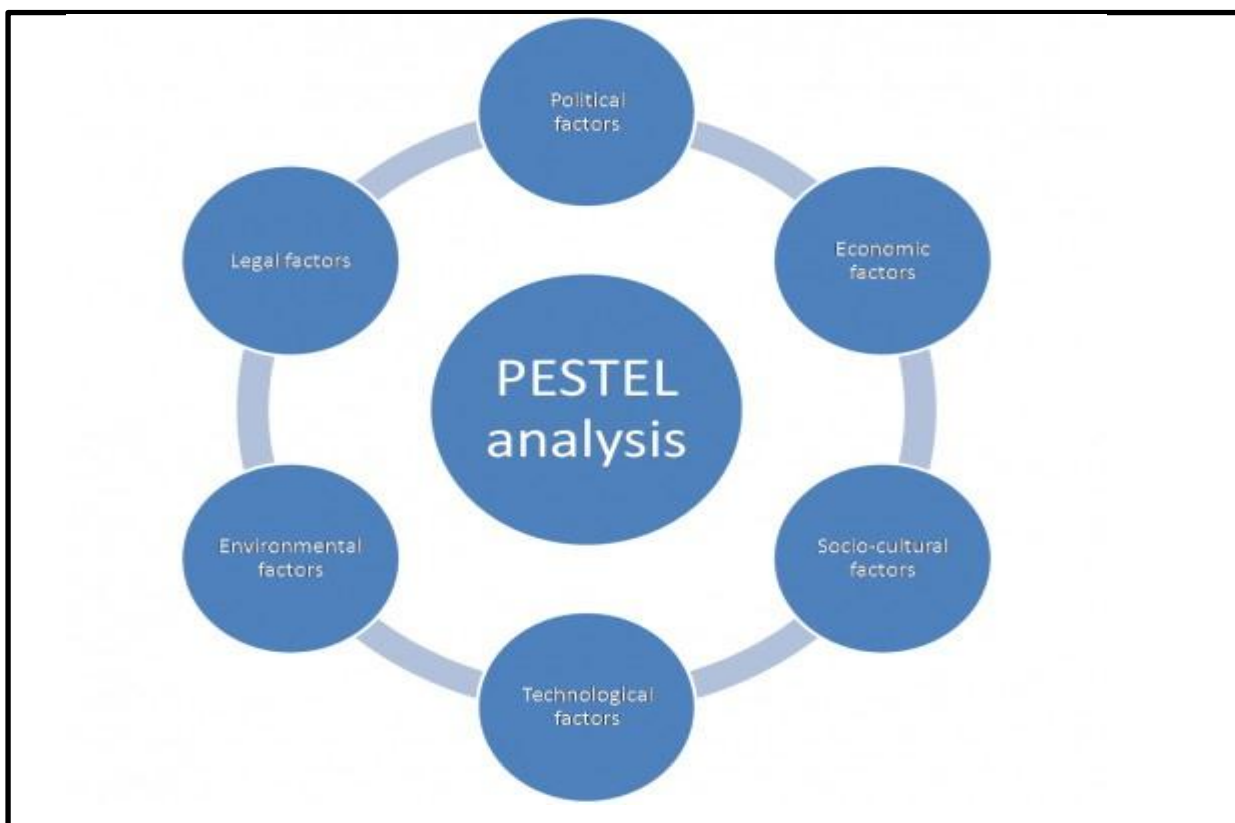 Political
factors
Economic
factors
Socio-cultural
factors
Technological
factors
Environmental
factors
Legal factors
PESTEL
analysis